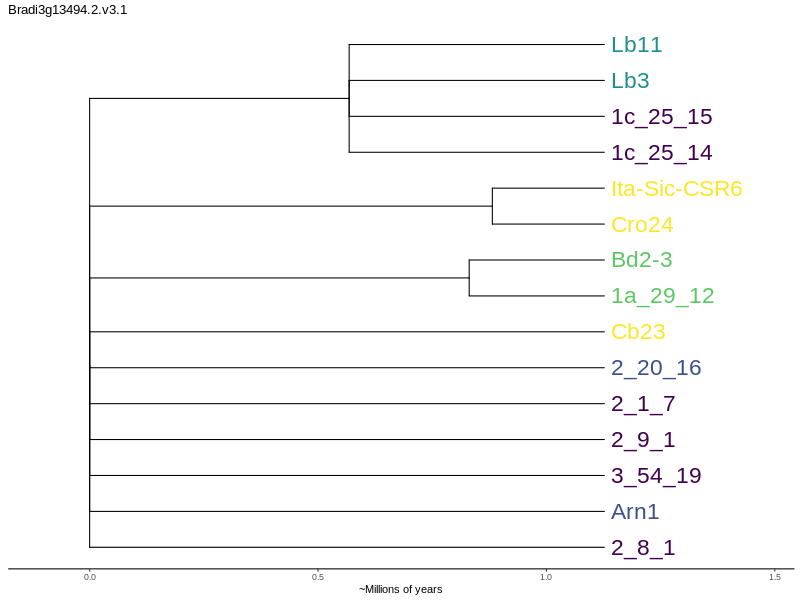 Bradi3g13494.2.v3.1
Lb11
Lb3
1c_25_15
1c_25_14
Ita-Sic-CSR6
Cro24
Bd2-3
1a_29_12
Cb23
2_20_16
2_1_7
2_9_1
3_54_19
Arn1
2_8_1
0.0 0.5 1.0 1.5
~Millions of years